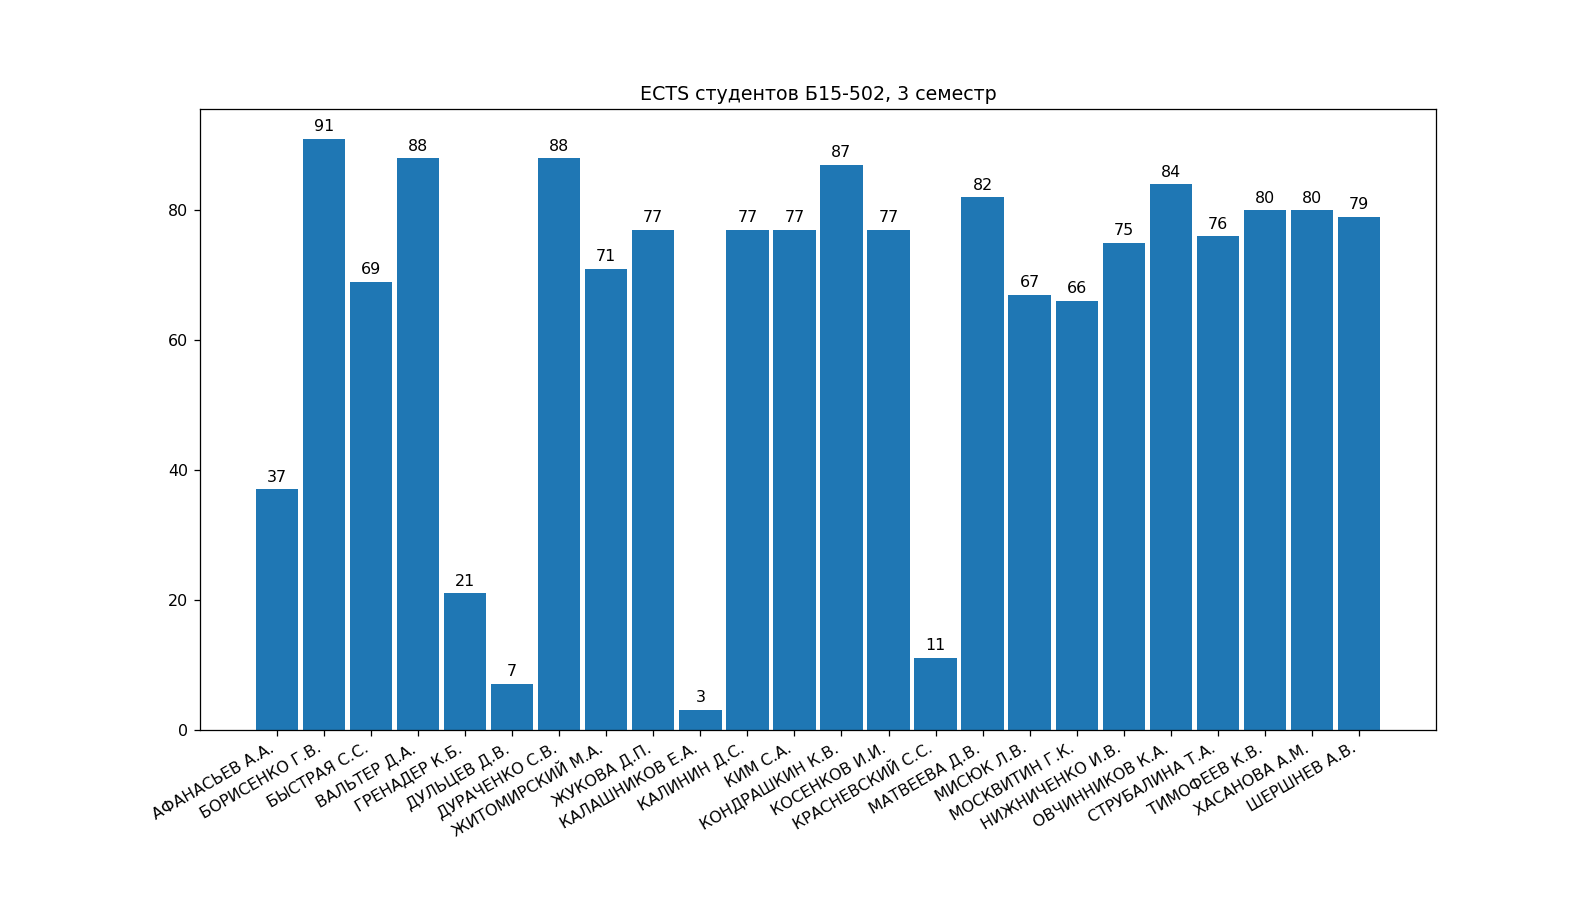 ECTS студентов Б15-502, 3 семестр
91
88
88
87
84
82
80
80
79
77
77
77
77
76
75
71
69
67
66
37
21
11
7
3
80
60
40
20
0
АФАНАСЬЕВ А.А.
БОРИСЕНКО Г.В.
БЫСТРАЯ С.С.
ВАЛЬТЕР Д.А.
ГРЕНАДЕР К.Б.
ДУЛЬЦЕВ Д.В.
ДУРАЧЕНКО С.В.
ЖИТОМИРСКИЙ М.А.
ЖУКОВА Д.П.
КАЛАШНИКОВ Е.А.
КАЛИНИН Д.С.
КИМ С.А.
КОНДРАШКИН К.В.
КОСЕНКОВ И.И.
КРАСНЕВСКИЙ С.С.
МАТВЕЕВА Д.В.
МИСЮК Л.В.
МОСКВИТИН Г.К.
НИЖНИЧЕНКО И.В.
ОВЧИННИКОВ К.А.
СТРУБАЛИНА Т.А.
ТИМОФЕЕВ К.В.
ХАСАНОВА А.М.
ШЕРШНЕВ А.В.